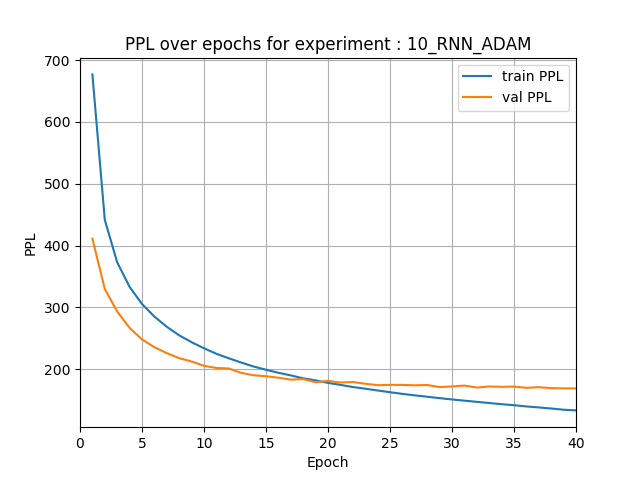 PPL over epochs for experiment : 10_RNN_ADAM
train PPL
val PPL
700
600
500
400
300
200
PPL
0 5 10 15 20 25 30 35 40
Epoch